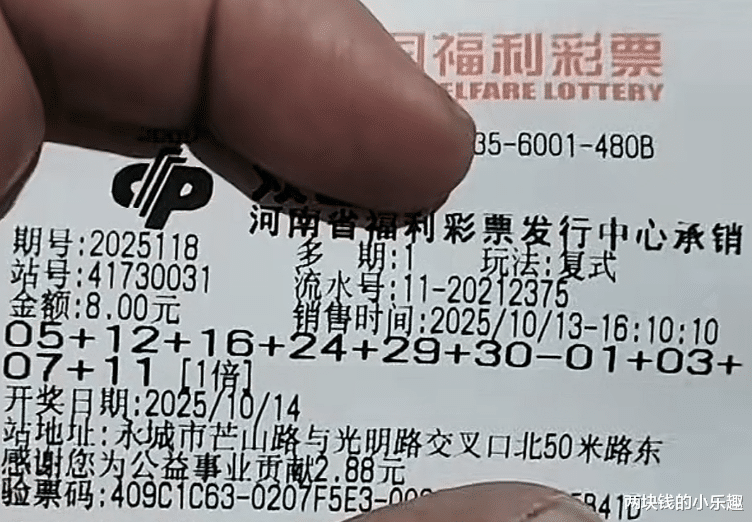 国福利彩票
ELFARE LOTTERY
35-6001-480B
河南省福利彩票发行中心承销
期号:2025118 多 期:1 玩法:复式
站号:41730031 流水号:11-20212375
金额:8.00元 销售时间:2025/10/13-16:10:10
05+12+16+24+29+30-01+03+
07+11 [1倍]
开奖日期:2025/10/14
站地址:永城市芒山路与光明路交叉口北50米路东
感谢您为公益事业贡献2.88元
验票码:409C1C63-0207F5E3-00
B41D
两块钱的小乐趣